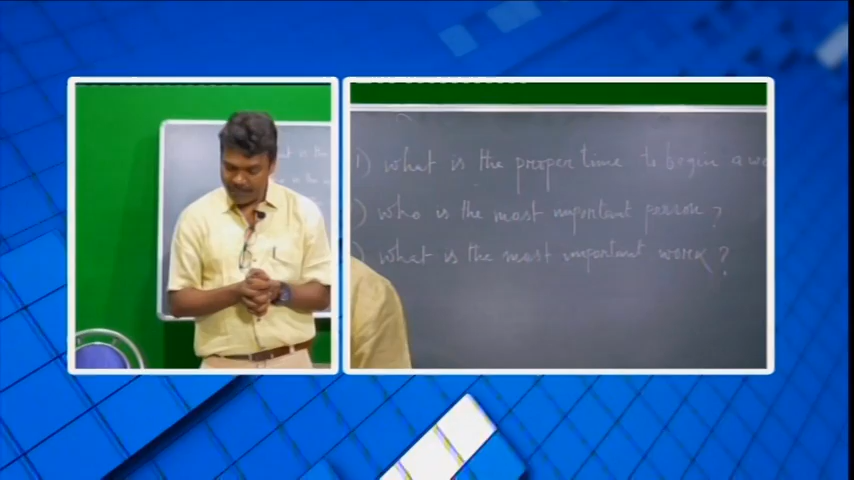 1) what is the proper time to begin a wo
) who is the most important person ?
) what is the most important work ?